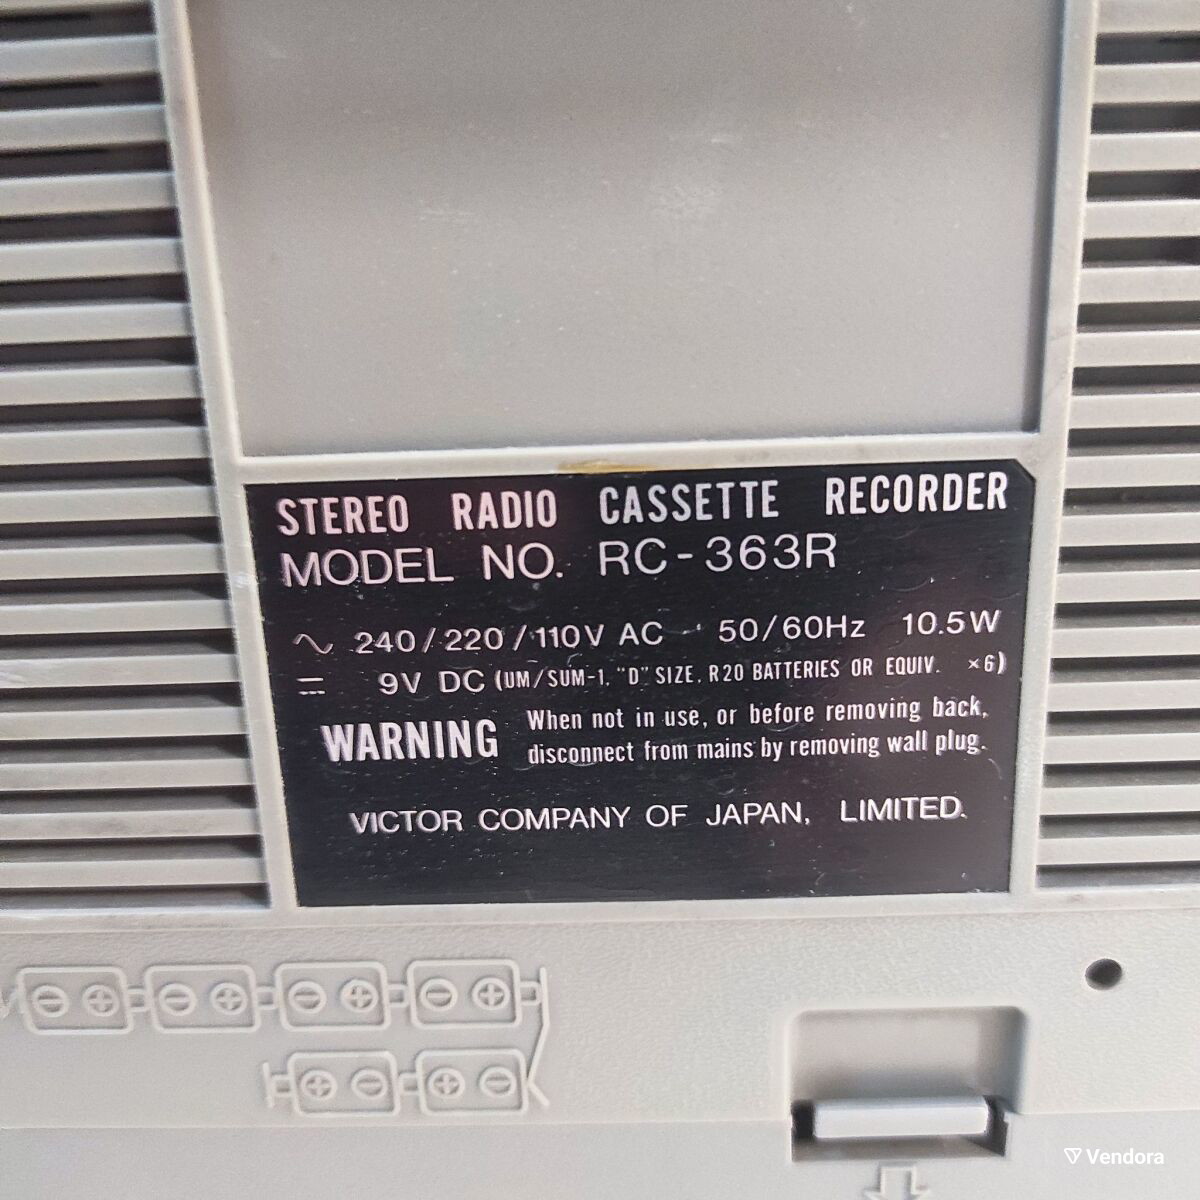 STEREO RADIO CASSETTE RECORDER
MODEL NO. RC-363R
240/220/110V AC 50/60Hz 10.5W
9V DC (UM/SUM-1, "D" SIZE, R20 BATTERIES OR EQUIV. ×6)
WARNING When not in use, or before removing back,
disconnect from mains by removing wall plug.
VICTOR COMPANY OF JAPAN, LIMITED.
Vendora